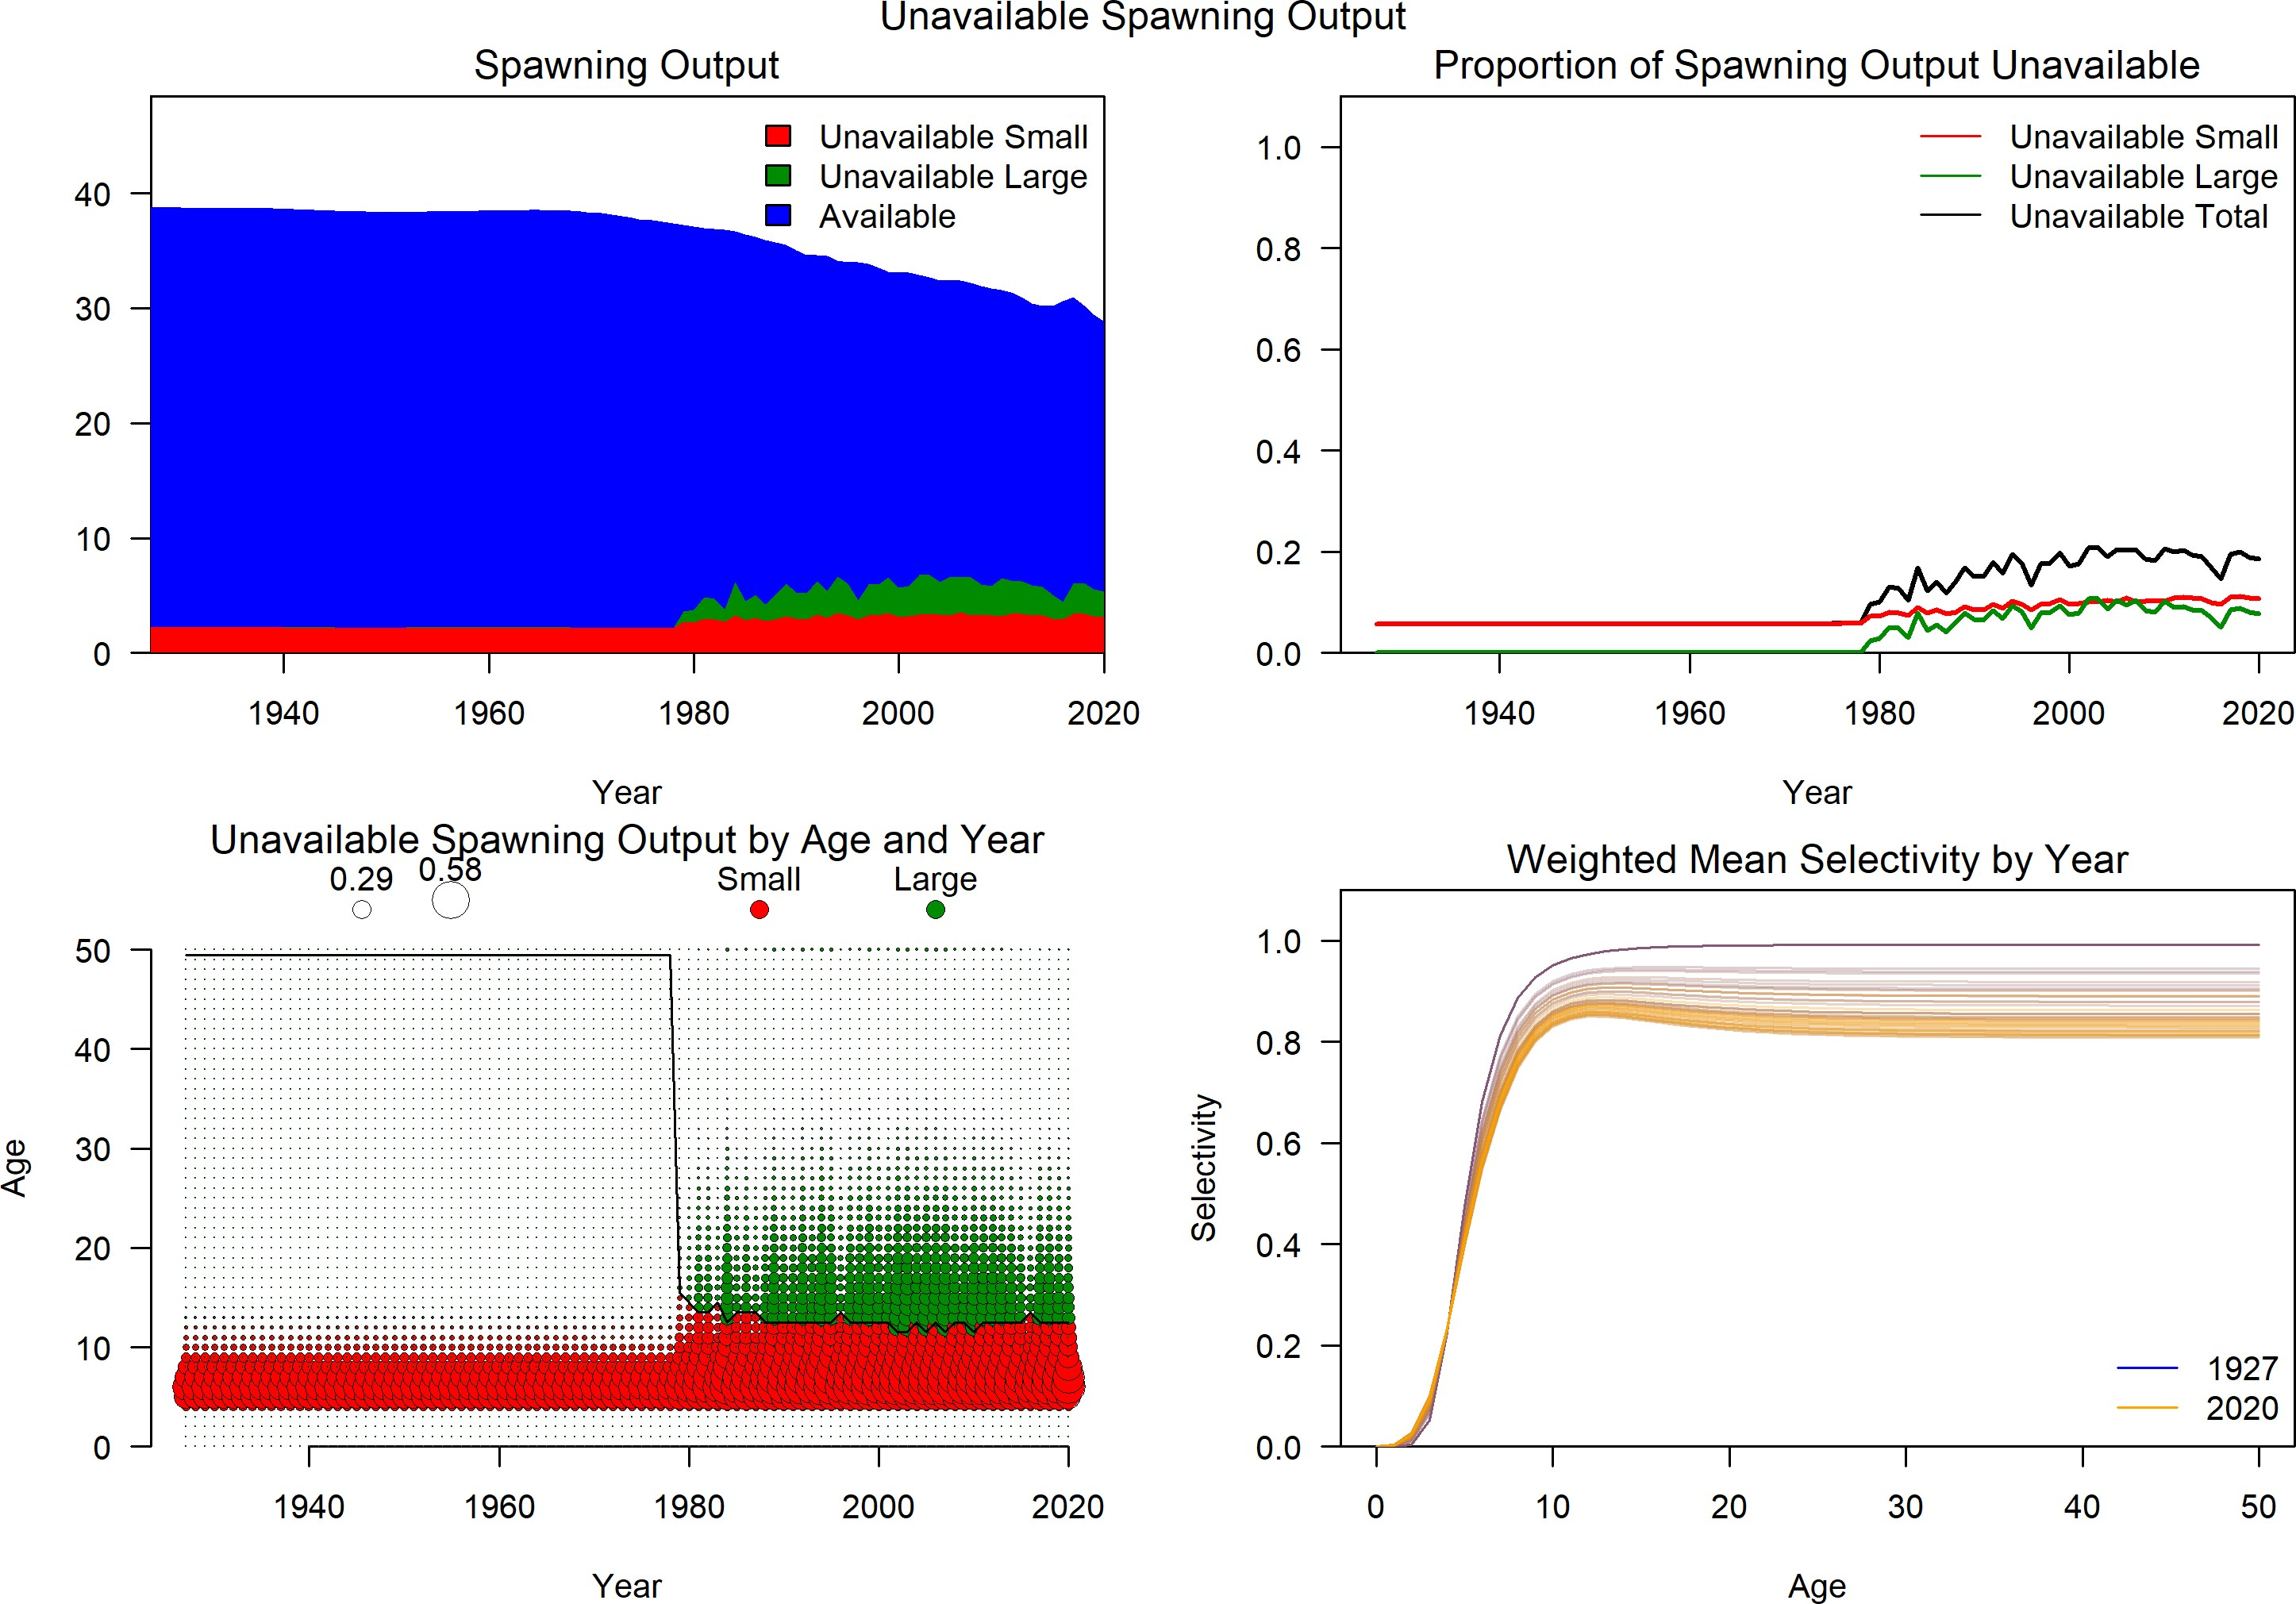 Unavailable Spawning Output
Spawning Output
Unavailable Small
Unavailable Large
Available
40
30
20
10
0
1940 1960 1980 2000 2020
Year
Proportion of Spawning Output Unavailable
Unavailable Small
Unavailable Large
Unavailable Total
1.0
0.8
0.6
0.4
0.2
0.0
1940 1960 1980 2000 2020
Year
Unavailable Spawning Output by Age and Year
0.29 0.58 Small Large
50
40
30
20
10
0
Age
1940 1960 1980 2000 2020
Year
Weighted Mean Selectivity by Year
1.0
0.8
0.6
0.4
0.2
0.0
Selectivity
1927
2020
0 10 20 30 40 50
Age